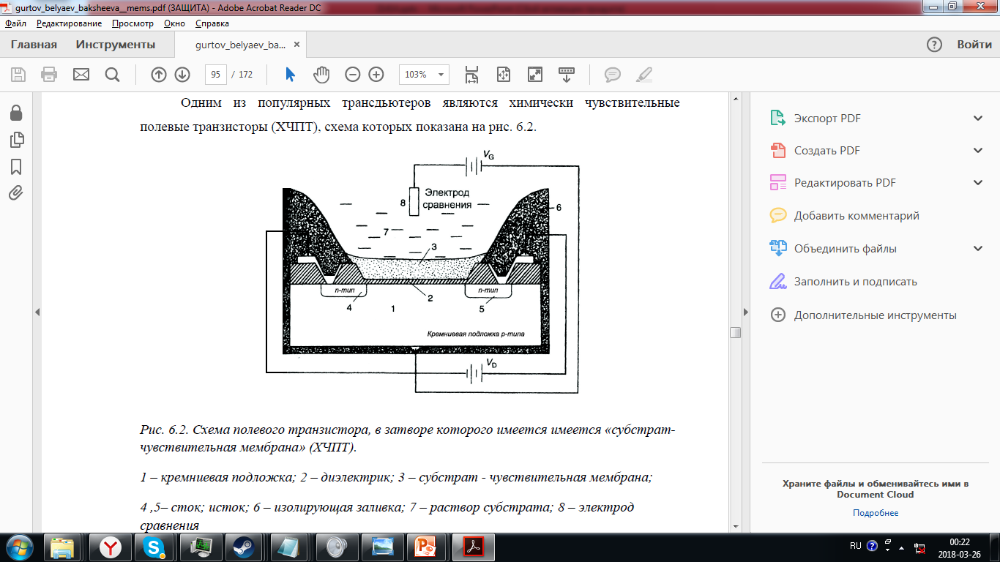 gurtov_belyaev_baksheeva__mems.pdf (ЗАЩИТА) - Adobe Acrobat Reader DC
Файл Редактирование Просмотр Окно Справка
Главная Инструменты gurtov_belyaev_ba... × ? Войти
95 / 172 103%
Одним из популярных трансдьютеров являются химически чувствительные
полевые транзисторы (ХЧПТ), схема которых показана на рис. 6.2.
VG
8 Электрод
сравнения
6
7
3
n-тип
n-тип
4
1
2
5
Кремниевая подложка p-типа
VD
Рис. 6.2. Схема полевого транзистора, в затворе которого имеется имеется «субстрат-
чувствительная мембрана» (ХЧПТ).
1 – кремниевая подложка; 2 – диэлектрик; 3 – субстрат - чувствительная мембрана;
4 ,5– сток; исток; 6 – изолирующая заливка; 7 – раствор субстрата; 8 – электрод
сравнения
Экспорт PDF
Создать PDF
Редактировать PDF
Добавить комментарий
Объединить файлы
Заполнить и подписать
Дополнительные инструменты
Храните файлы и обменивайтесь ими в
Document Cloud
Подробнее
RU ? 00:22
2018-03-26